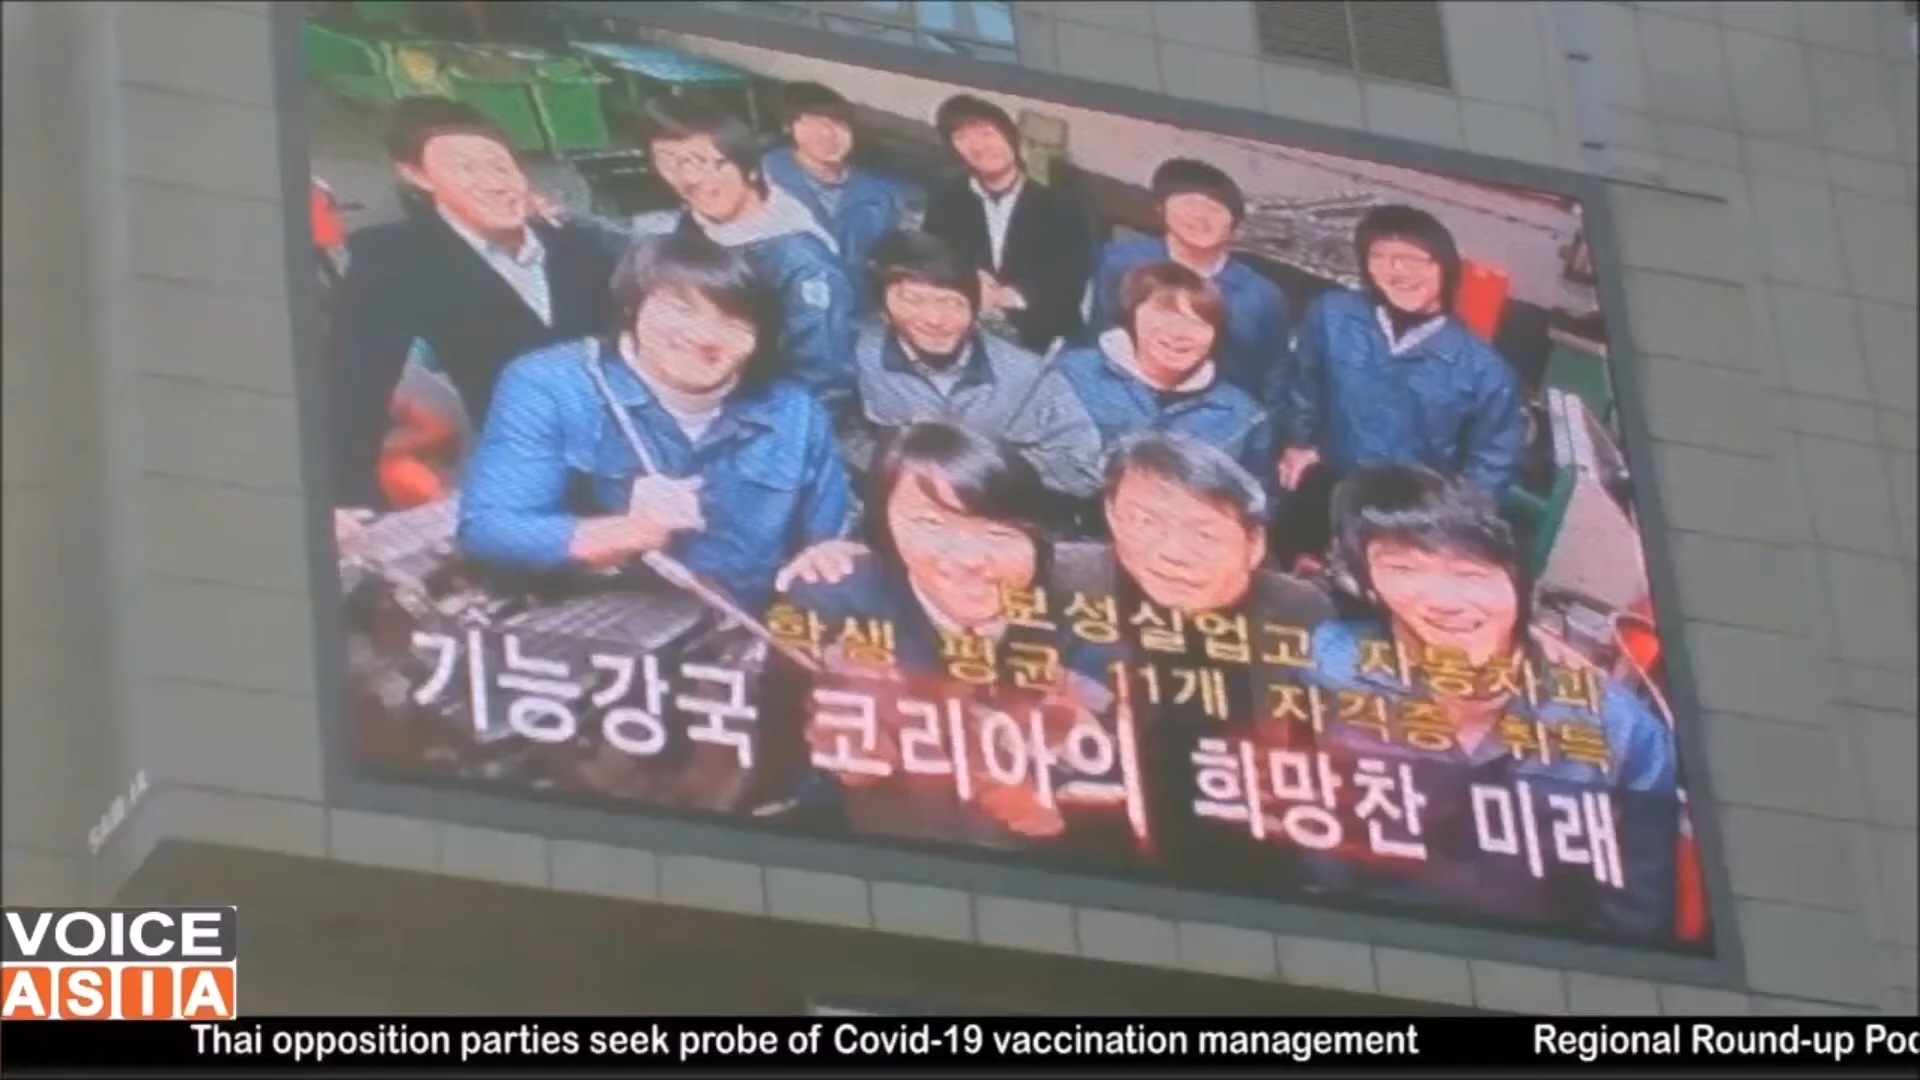 보성실업고 자동차과
학생 평균 11개 자격증 취득
기능강국 코리아의 희망찬 미래
VOICE
ASIA
Thai opposition parties seek probe of Covid-19 vaccination management
Regional Round-up